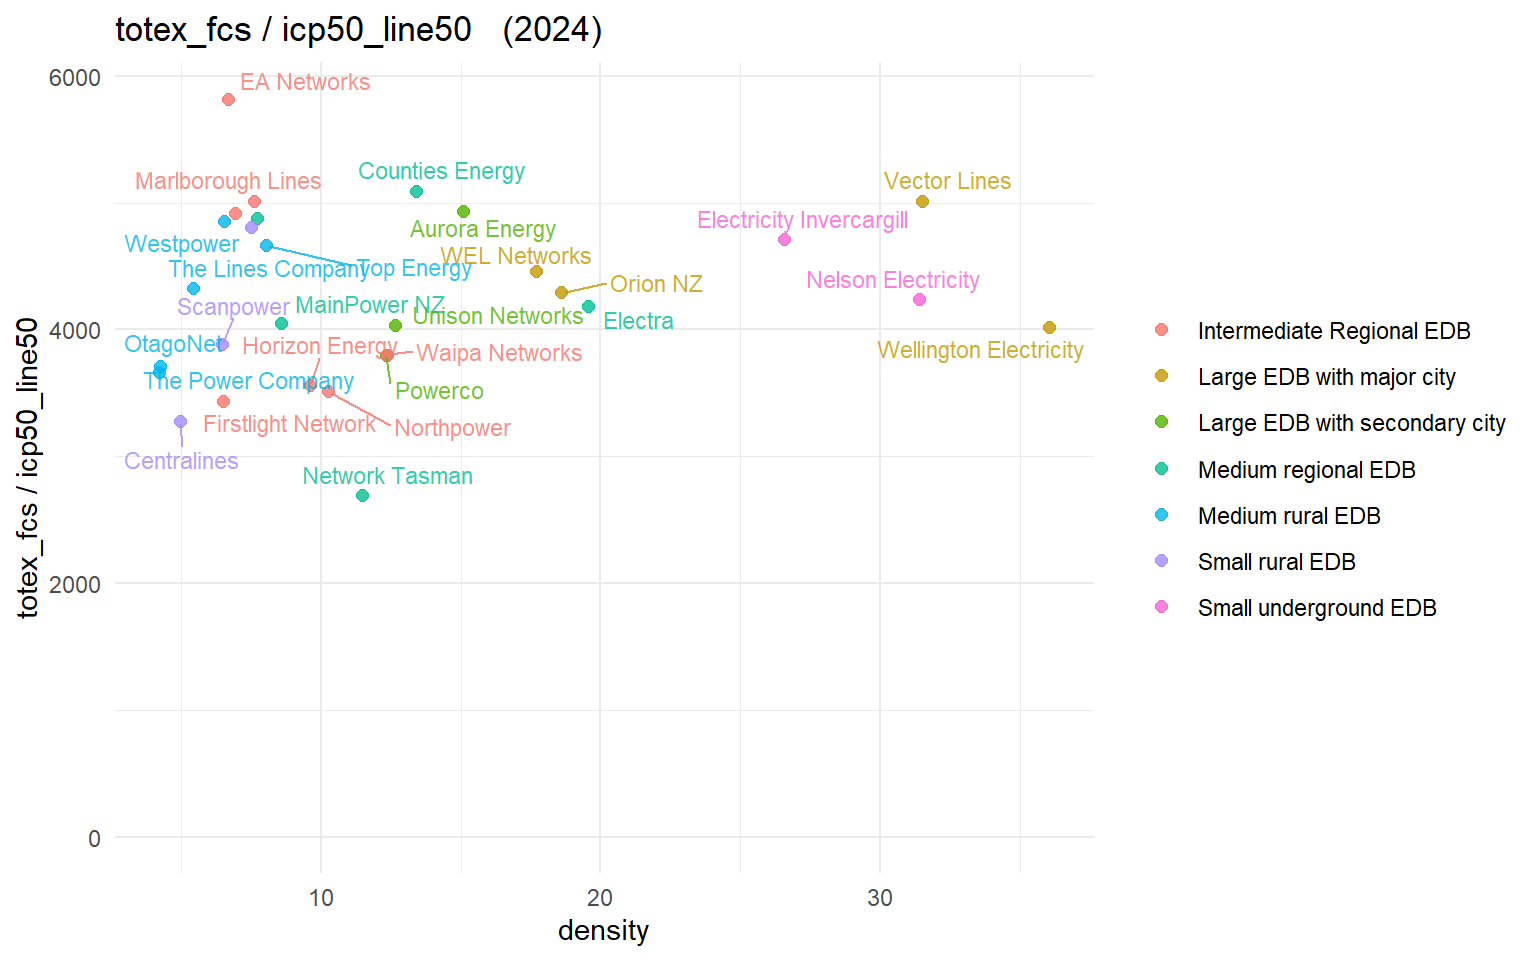 totex_fcs / icp50_line50   (2024)
totex_fcs / icp50_line50
6000
4000
2000
0
EA Networks
Counties Energy
Marlborough Lines
Vector Lines
Electricity Invercargill
Aurora Energy
Westpower
WEL Networks
The Lines Company
Top Energy
Nelson Electricity
Orion NZ
Scanpower
MainPower NZ
Unison Networks
Electra
OtagoNet
Horizon Energy
Waipa Networks
Wellington Electricity
The Power Company
Powerco
Firstlight Network
Northpower
Centralines
Network Tasman
10
20
30
density
Intermediate Regional EDB
Large EDB with major city
Large EDB with secondary city
Medium regional EDB
Medium rural EDB
Small rural EDB
Small underground EDB